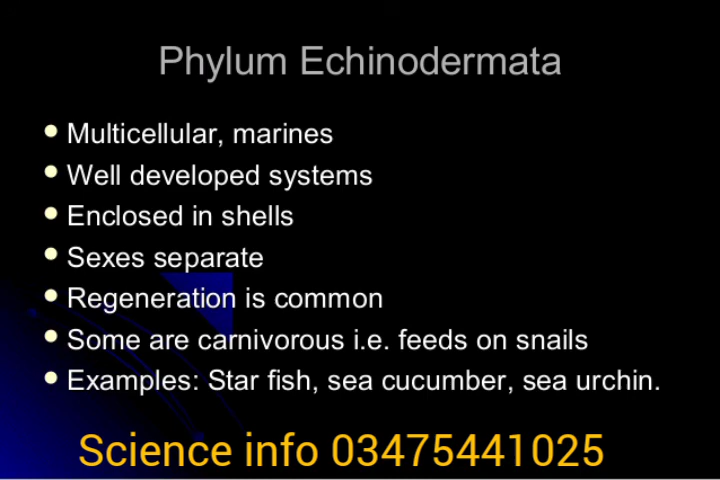 Phylum Echinodermata
• Multicellular, marines
• Well developed systems
• Enclosed in shells
• Sexes separate
• Regeneration is common
• Some are carnivorous i.e. feeds on snails
• Examples: Star fish, sea cucumber, sea urchin.
Science info 03475441025